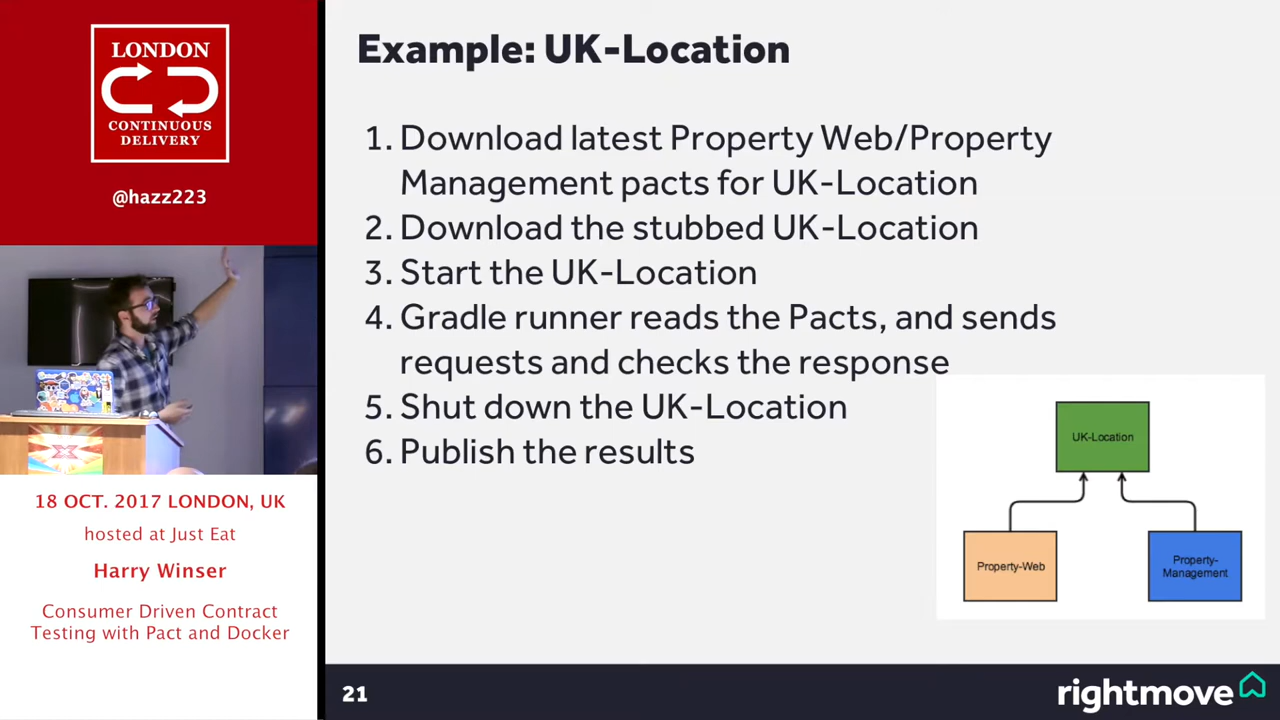 LONDON
CONTINUOUS
DELIVERY
@hazz223
18 OCT. 2017 LONDON, UK
hosted at Just Eat
Harry Winser
Consumer Driven Contract
Testing with Pact and Docker
Example: UK-Location
1. Download latest Property Web/Property
Management pacts for UK-Location
2. Download the stubbed UK-Location
3. Start the UK-Location
4. Gradle runner reads the Pacts, and sends
requests and checks the response
5. Shut down the UK-Location
6. Publish the results
UK-Location
Property-Web
Property-
Management
21
rightmove